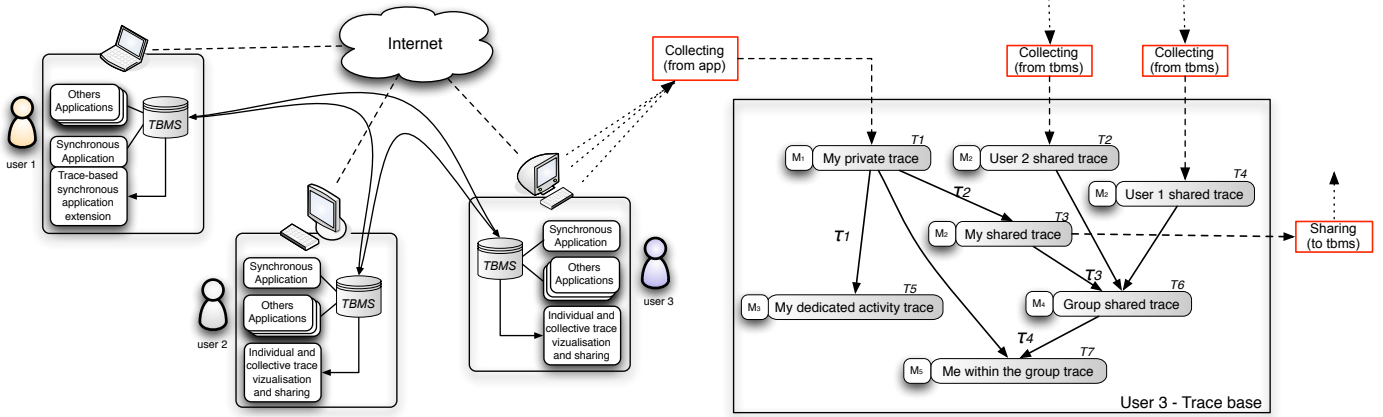 Internet
Others
Applications
TBMS
Synchronous
Application
Trace-based
synchronous
application
extension
user 1
Synchronous
Application
Others
Applications
TBMS
Individual and
collective trace
vizualisation
and sharing
user 2
TBMS
Synchronous
Application
Others
Applications
Individual and
collective trace
vizualisation
and sharing
user 3
Collecting
(from app)
Collecting
(from tbms)
Collecting
(from tbms)
T1
M1 My private trace
T2
M2 User 2 shared trace
T4
M2 User 1 shared trace
τ2
T3
M2 My shared trace
Sharing
(to tbms)
τ1
τ3
T5
M3 My dedicated activity trace
T6
M4 Group shared trace
τ4
T7
M5 Me within the group trace
User 3 - Trace base